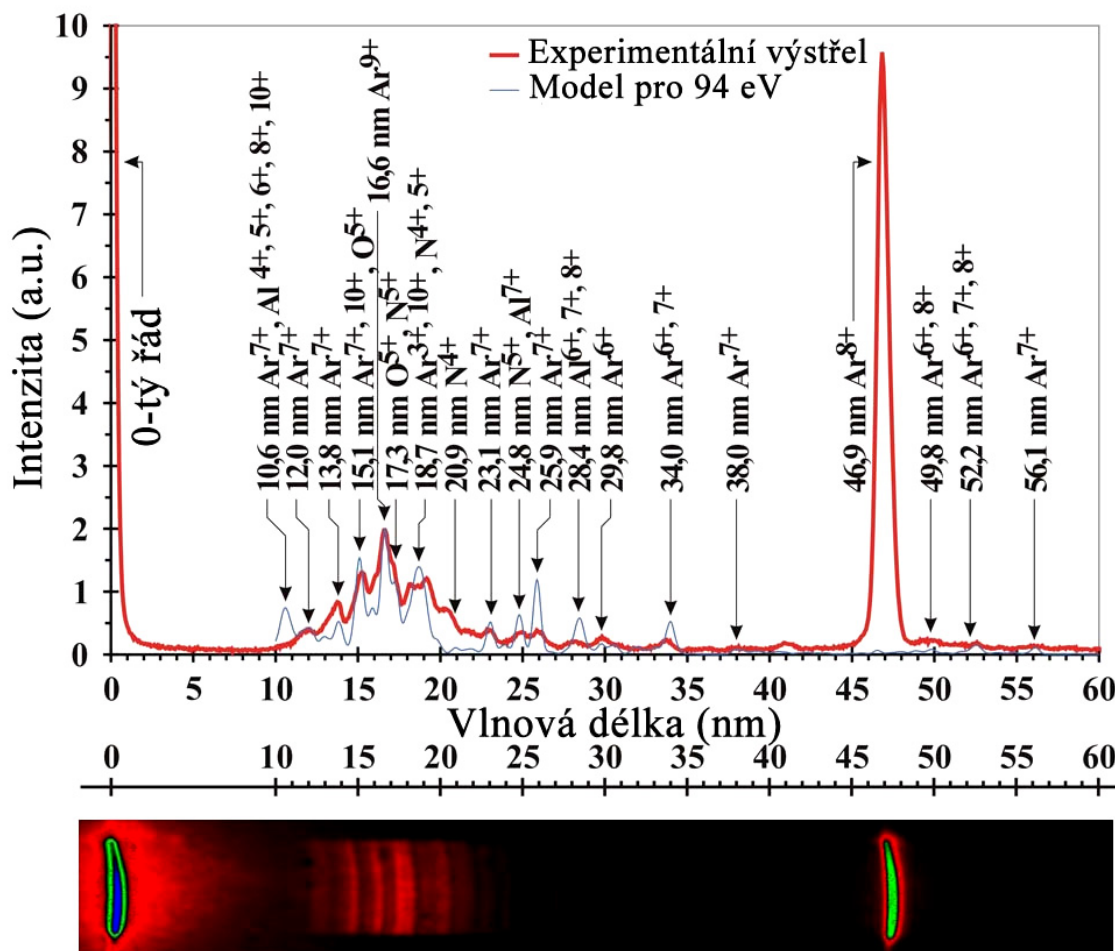 10
9
8
7
6
5
4
3
2
1
0
Intenzita (a.u.)
Experimentální výstřel
Model pro 94 eV
0-tý řád
10,6 nm Ar7+, Al 4+, 5+, 6+, 8+, 10+
12,0 nm Ar7+
13,8 nm Ar7+
15,1 nm Ar7+, 10+, O5+
16,6 nm Ar9+
17,3 nm O5+, N5+
18,7 nm Ar3+, 10+, N4+, 5+
20,9 nm N4+
23,1 nm Ar7+
24,8 nm N5+, Al7+
25,9 nm Ar7+
28,4 nm Al6+, 7+, 8+
29,8 nm Ar6+
34,0 nm Ar6+, 7+
38,0 nm Ar7+
46,9 nm Ar8+
49,8 nm Ar6+, 8+
52,2 nm Ar6+, 7+, 8+
56,1 nm Ar7+
0 5 10 15 20 25 30 35 40 45 50 55 60
Vlnová délka (nm)
0 10 20 30 40 50 60